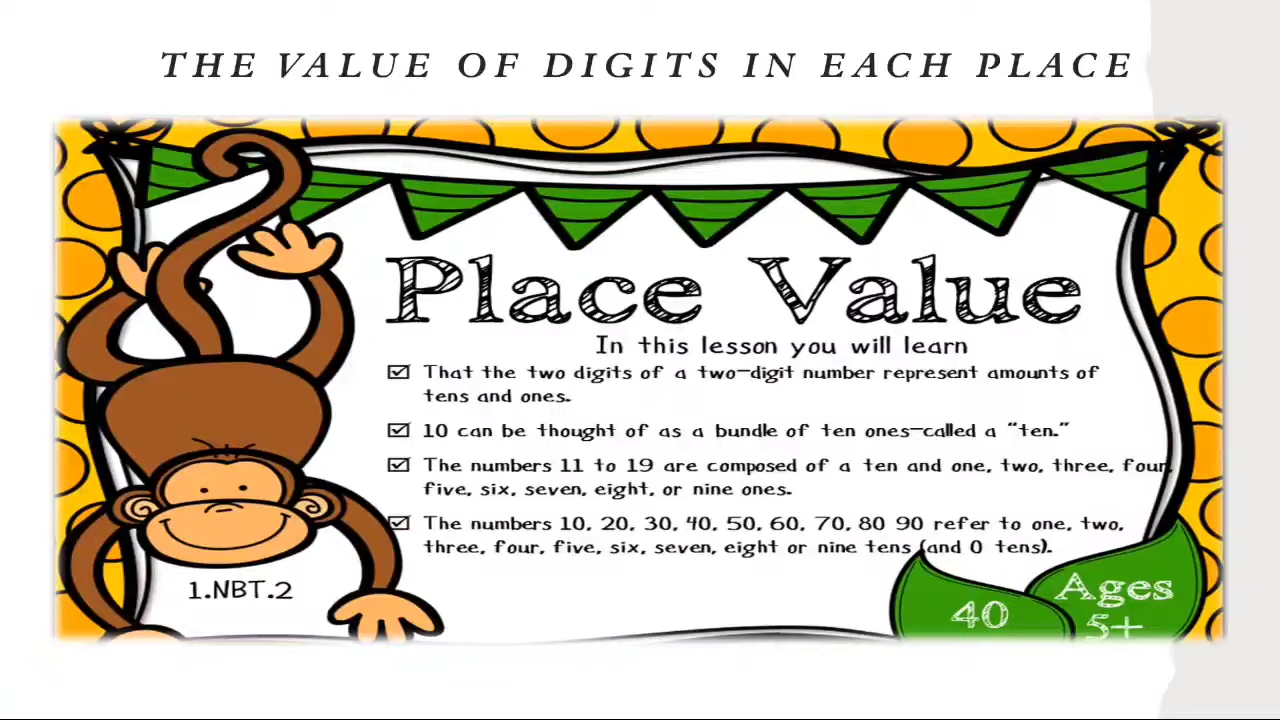 THE VALUE OF DIGITS IN EACH PLACE
Place Value
In this lesson you will learn
That the two digits of a two-digit number represent amounts of
tens and ones.
10 can be thought of as a bundle of ten ones-called a “ten.”
The numbers 11 to 19 are composed of a ten and one, two, three, four,
five, six, seven, eight, or nine ones.
The numbers 10, 20, 30, 40, 50, 60, 70, 80 90 refer to one, two,
three, four, five, six, seven, eight or nine tens (and 0 tens).
1.NBT.2
40
Ages
5+